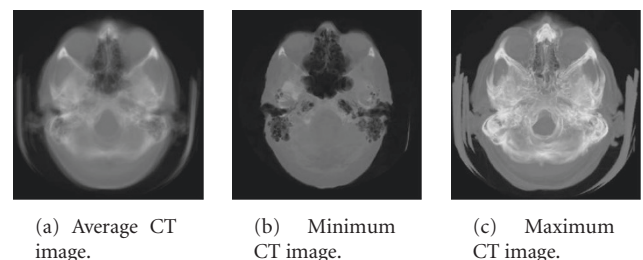 (a) Average CT
image.
(b) Minimum
CT image.
(c) Maximum
CT image.